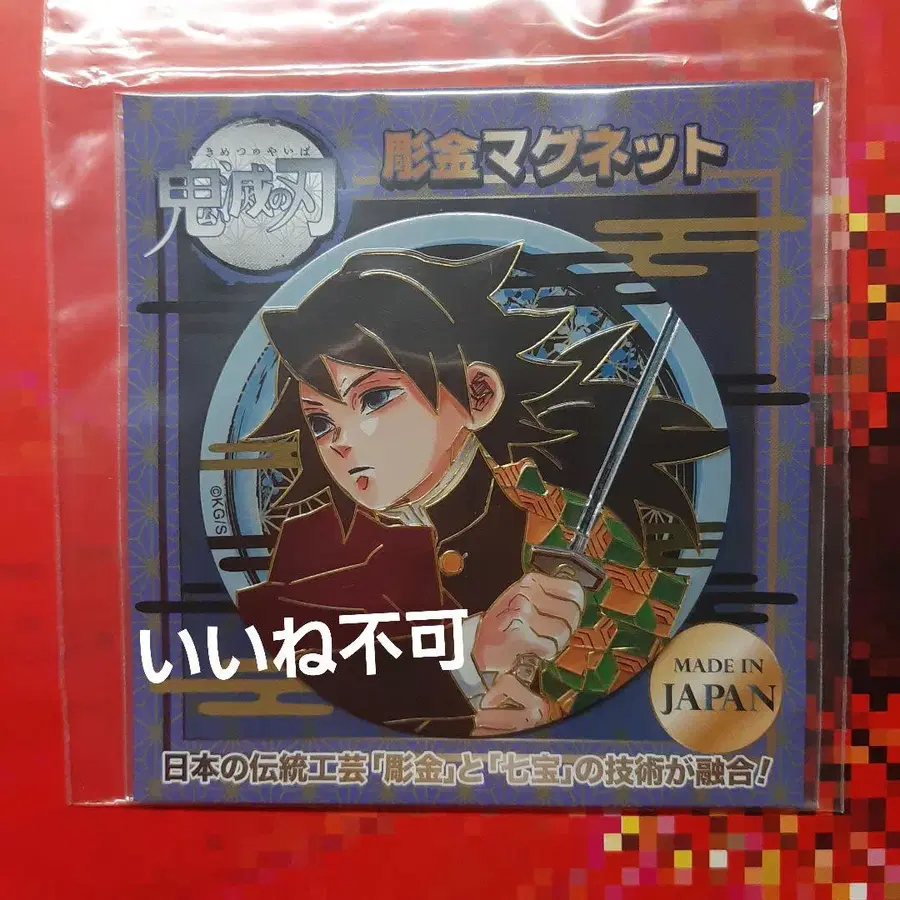 きめつのやいば
鬼滅の刃
彫金マグネット
©KG/S
いいね不可
MADE IN
JAPAN
日本の伝統工芸「彫金」と「七宝」の技術が融合!